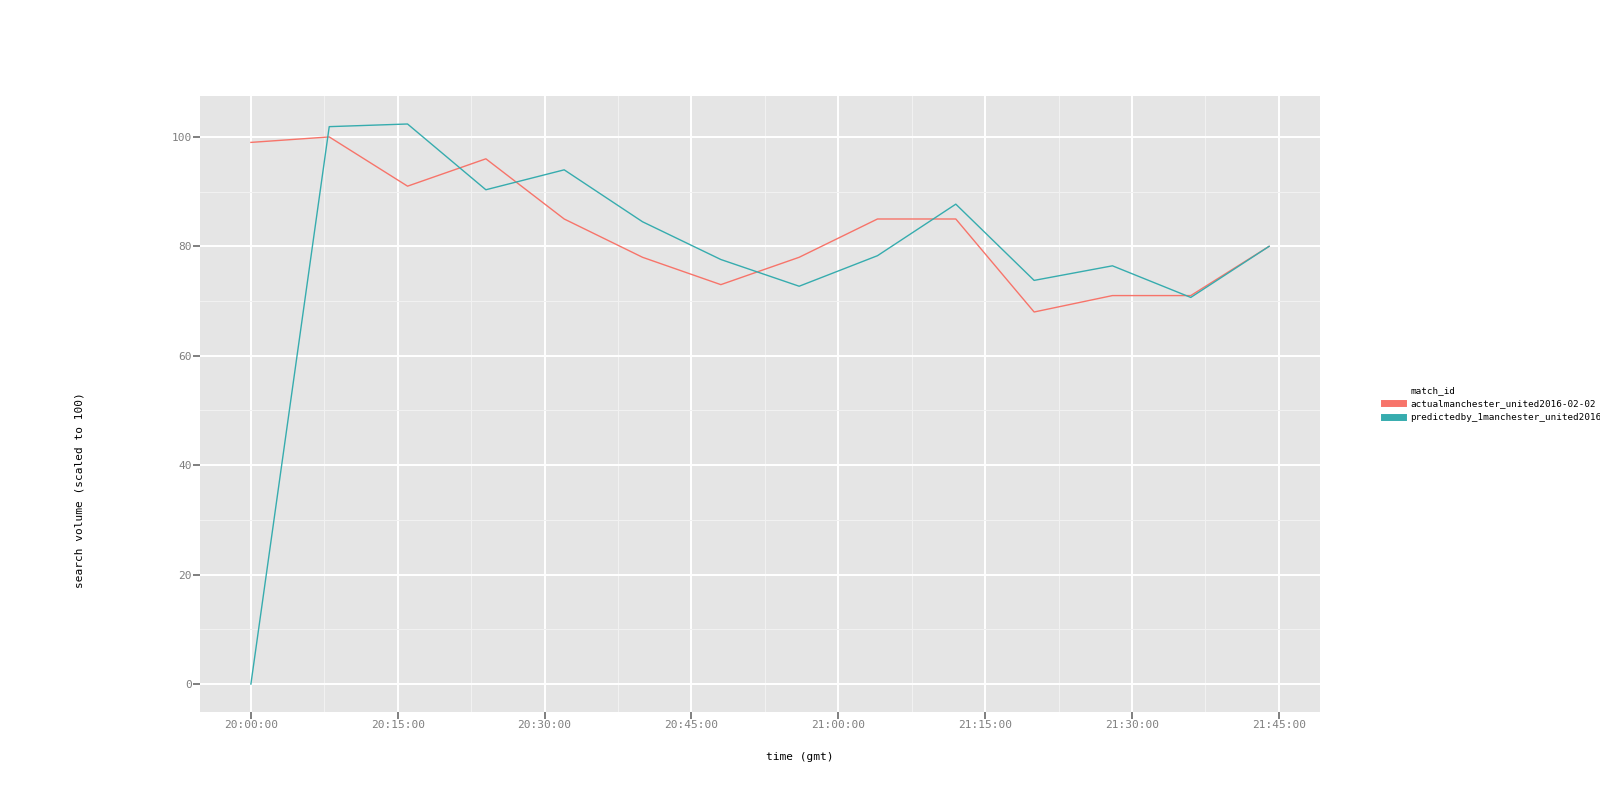 100
80
60
40
20
0
search volume (scaled to 100)
20:00:00 20:15:00 20:30:00 20:45:00 21:00:00 21:15:00 21:30:00 21:45:00
time (gmt)
match_id
actualmanchester_united2016-02-02
predictedby_1manchester_united2016